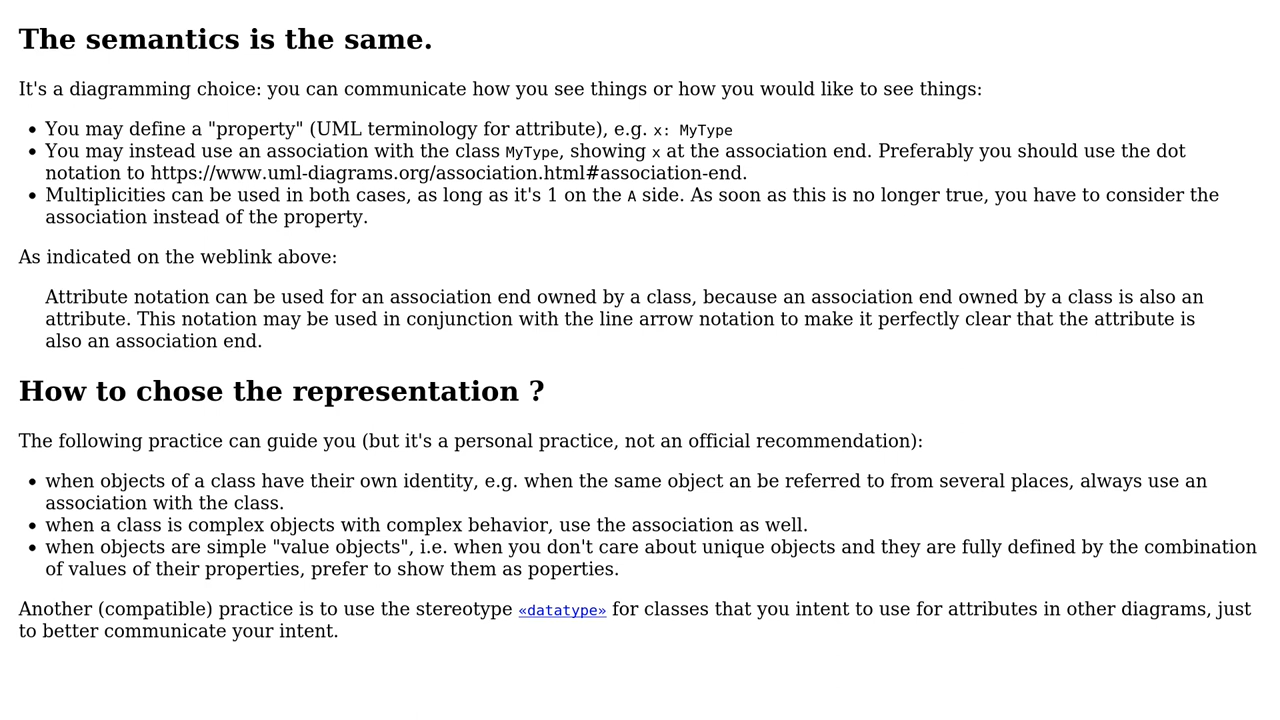 The semantics is the same.
It's a diagramming choice: you can communicate how you see things or how you would like to see things:
• You may define a "property" (UML terminology for attribute), e.g. x: MyType
• You may instead use an association with the class MyType, showing x at the association end. Preferably you should use the dot
notation to https://www.uml-diagrams.org/association.html#association-end.
• Multiplicities can be used in both cases, as long as it's 1 on the A side. As soon as this is no longer true, you have to consider the
association instead of the property.
As indicated on the weblink above:
Attribute notation can be used for an association end owned by a class, because an association end owned by a class is also an
attribute. This notation may be used in conjunction with the line arrow notation to make it perfectly clear that the attribute is
also an association end.
How to chose the representation ?
The following practice can guide you (but it's a personal practice, not an official recommendation):
• when objects of a class have their own identity, e.g. when the same object an be referred to from several places, always use an
association with the class.
• when a class is complex objects with complex behavior, use the association as well.
• when objects are simple "value objects", i.e. when you don't care about unique objects and they are fully defined by the combination
of values of their properties, prefer to show them as poperties.
Another (compatible) practice is to use the stereotype «datatype» for classes that you intent to use for attributes in other diagrams, just
to better communicate your intent.